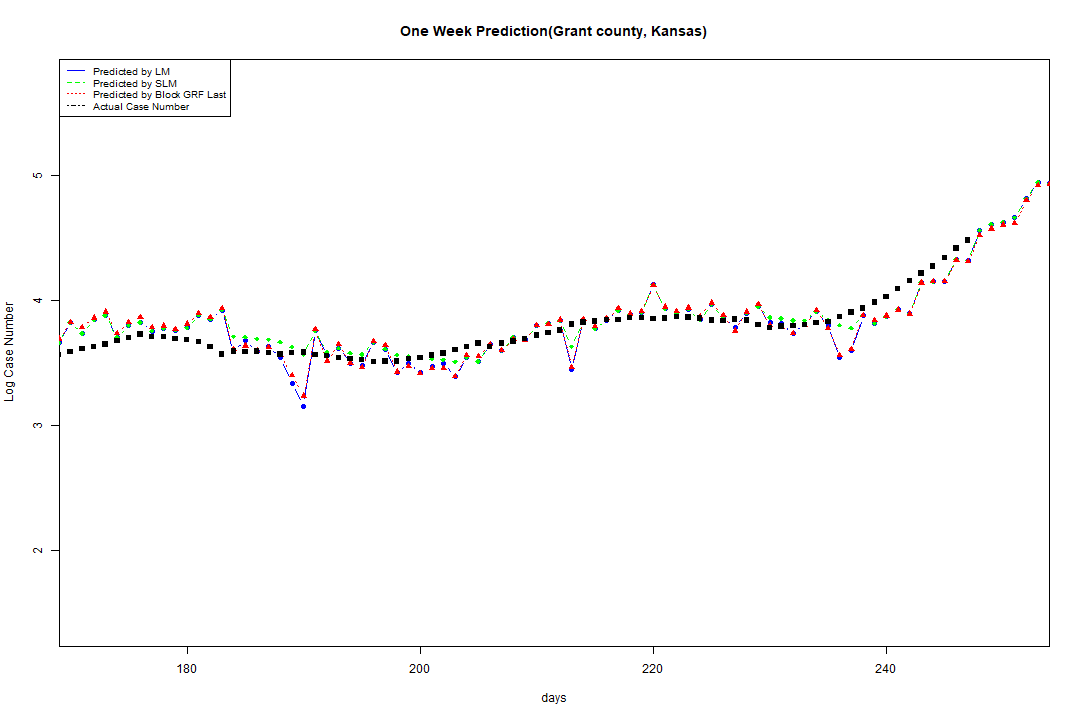 One Week Prediction(Grant county, Kansas)
Predicted by LM
Predicted by SLM
Predicted by Block GRF Last
Actual Case Number
5
4
3
2
Log Case Number
180 200 220 240
days